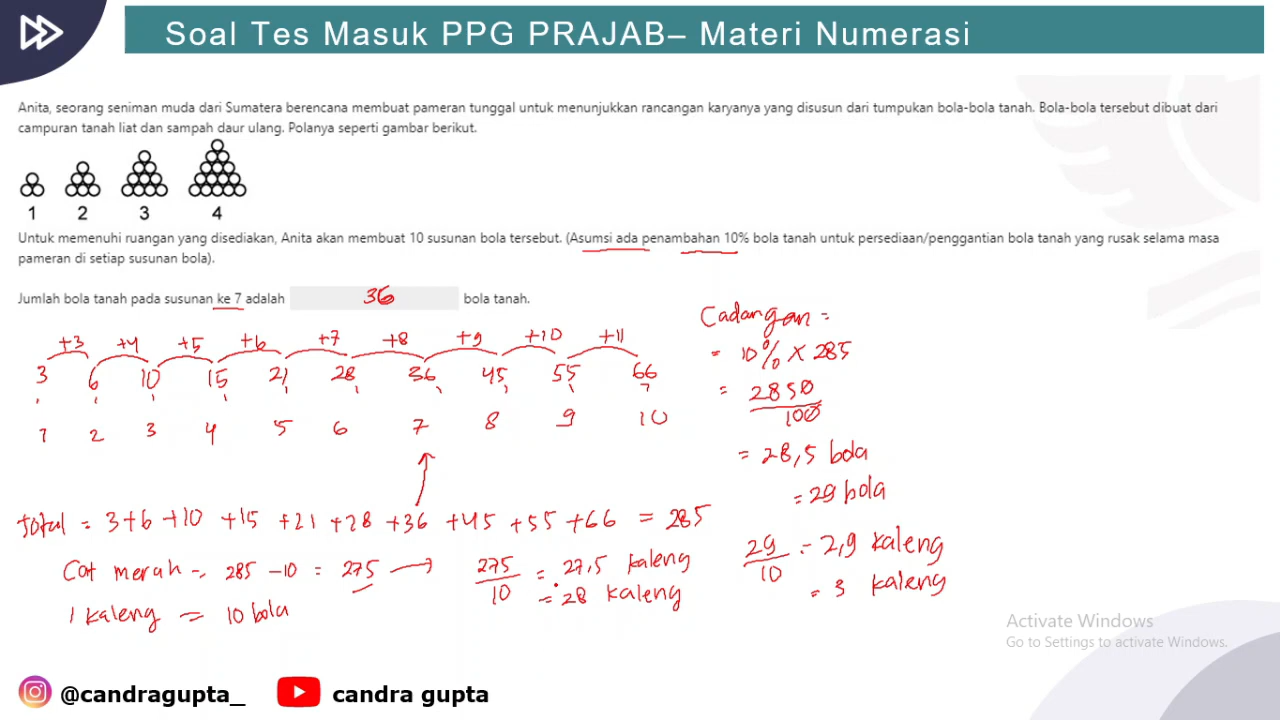 Soal Tes Masuk PPG PRAJAB– Materi Numerasi
Anita, seorang seniman muda dari Sumatera berencana membuat pameran tunggal untuk menunjukkan rancangan karyanya yang disusun dari tumpukan bola-bola tanah. Bola-bola tersebut dibuat dari
campuran tanah liat dan sampah daur ulang. Polanya seperti gambar berikut.
1 2 3 4
Untuk memenuhi ruangan yang disediakan, Anita akan membuat 10 susunan bola tersebut. (Asumsi ada penambahan 10% bola tanah untuk persediaan/penggantian bola tanah yang rusak selama masa
pameran di setiap susunan bola).
Jumlah bola tanah pada susunan ke 7 adalah 36 bola tanah.
+3 +4 +5 +6 +7 +8 +9 +10 +11
3 6 10 15 21 28 36 45 55 66
1 2 3 4 5 6 7 8 9 10
Total = 3+6+10+15+21+28+36+45+55+66 = 285
Cat merah = 285 - 10 = 275
275/10 = 27,5 kaleng
= 28 kaleng
1 kaleng = 10 bola
Cadangan =
= 10% x 285
= 2850/100
= 28,5 bola
= 29 bola
29/10 = 2,9 kaleng
= 3 kaleng
Activate Windows
Go to Settings to activate Windows.
@candragupta_ candra gupta